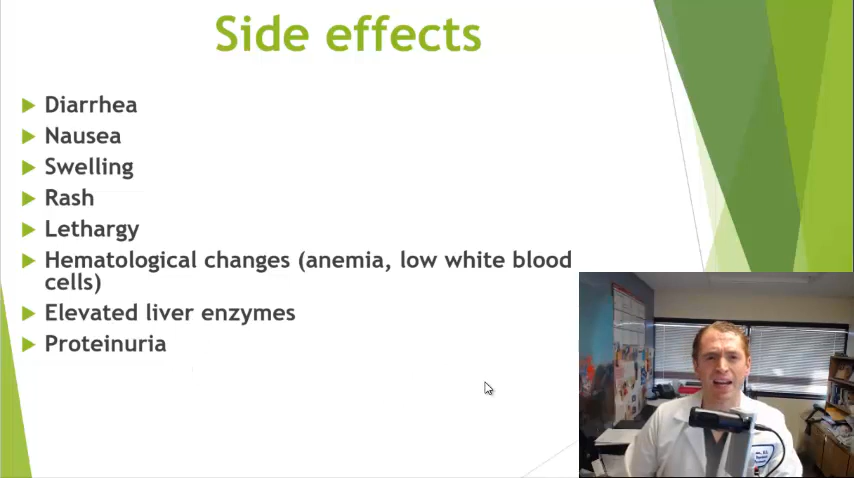 Side effects
Diarrhea
Nausea
Swelling
Rash
Lethargy
Hematological changes (anemia, low white blood
cells)
Elevated liver enzymes
Proteinuria